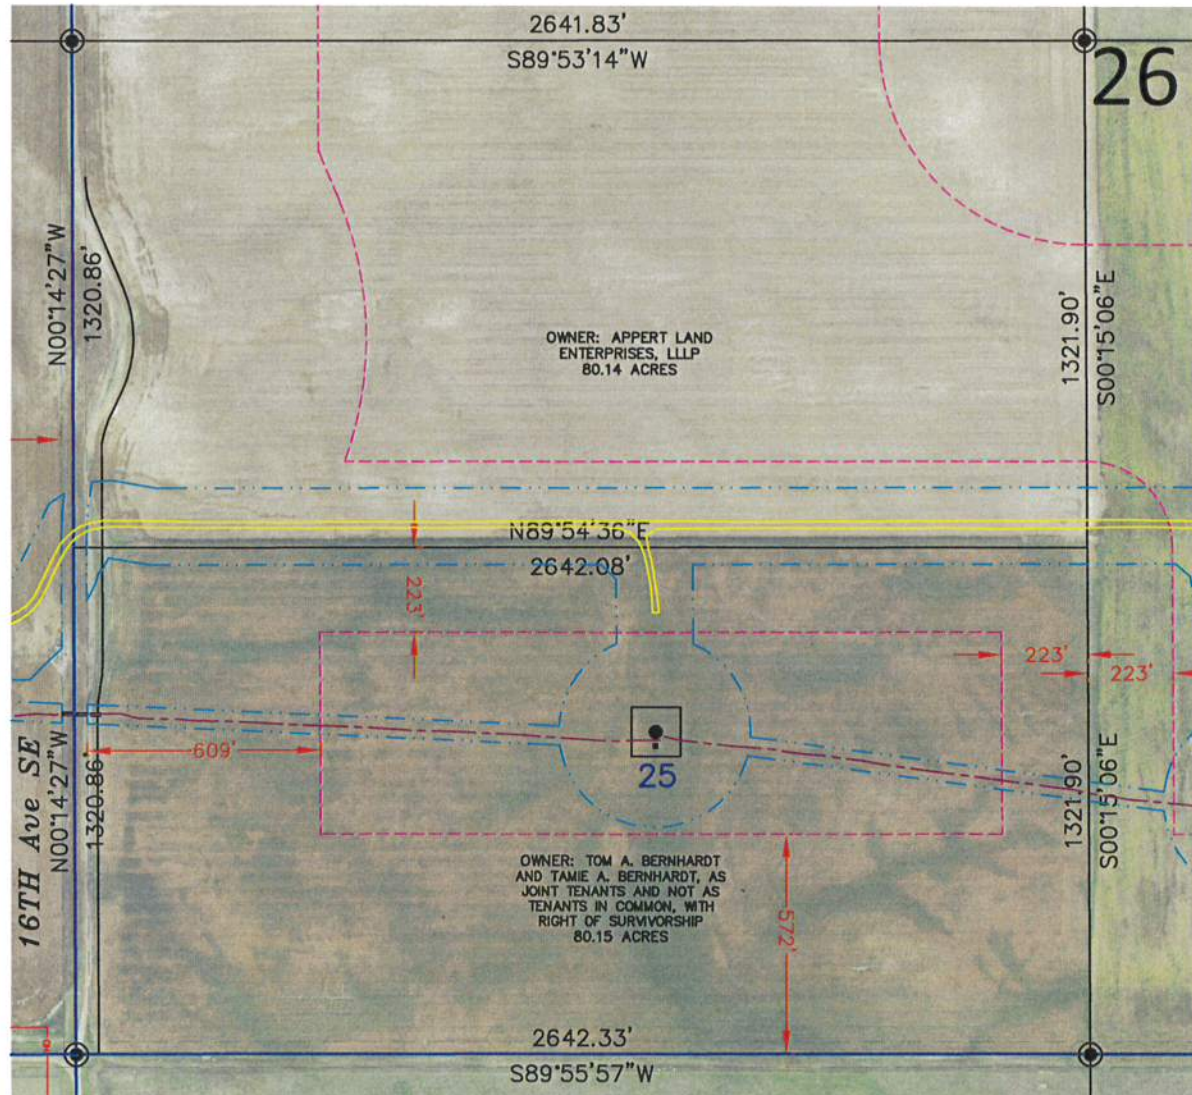 2641.83'
S89°53'14"W
26
N00°14'27"W
1320.86'
1321.90'
S00°15'06"E
OWNER: APPERT LAND
ENTERPRISES, LLLP
80.14 ACRES
N89°54'36"E
2642.08'
223'
223'
223'
609'
25
16TH Ave SE
N00°14'27"W
1320.86'
1321.90'
S00°15'06"E
OWNER: TOM A. BERNHARDT
AND TAMIE A. BERNHARDT, AS
JOINT TENANTS AND NOT AS
TENANTS IN COMMON, WITH
RIGHT OF SURVIVORSHIP
80.15 ACRES
572'
2642.33'
S89°55'57"W